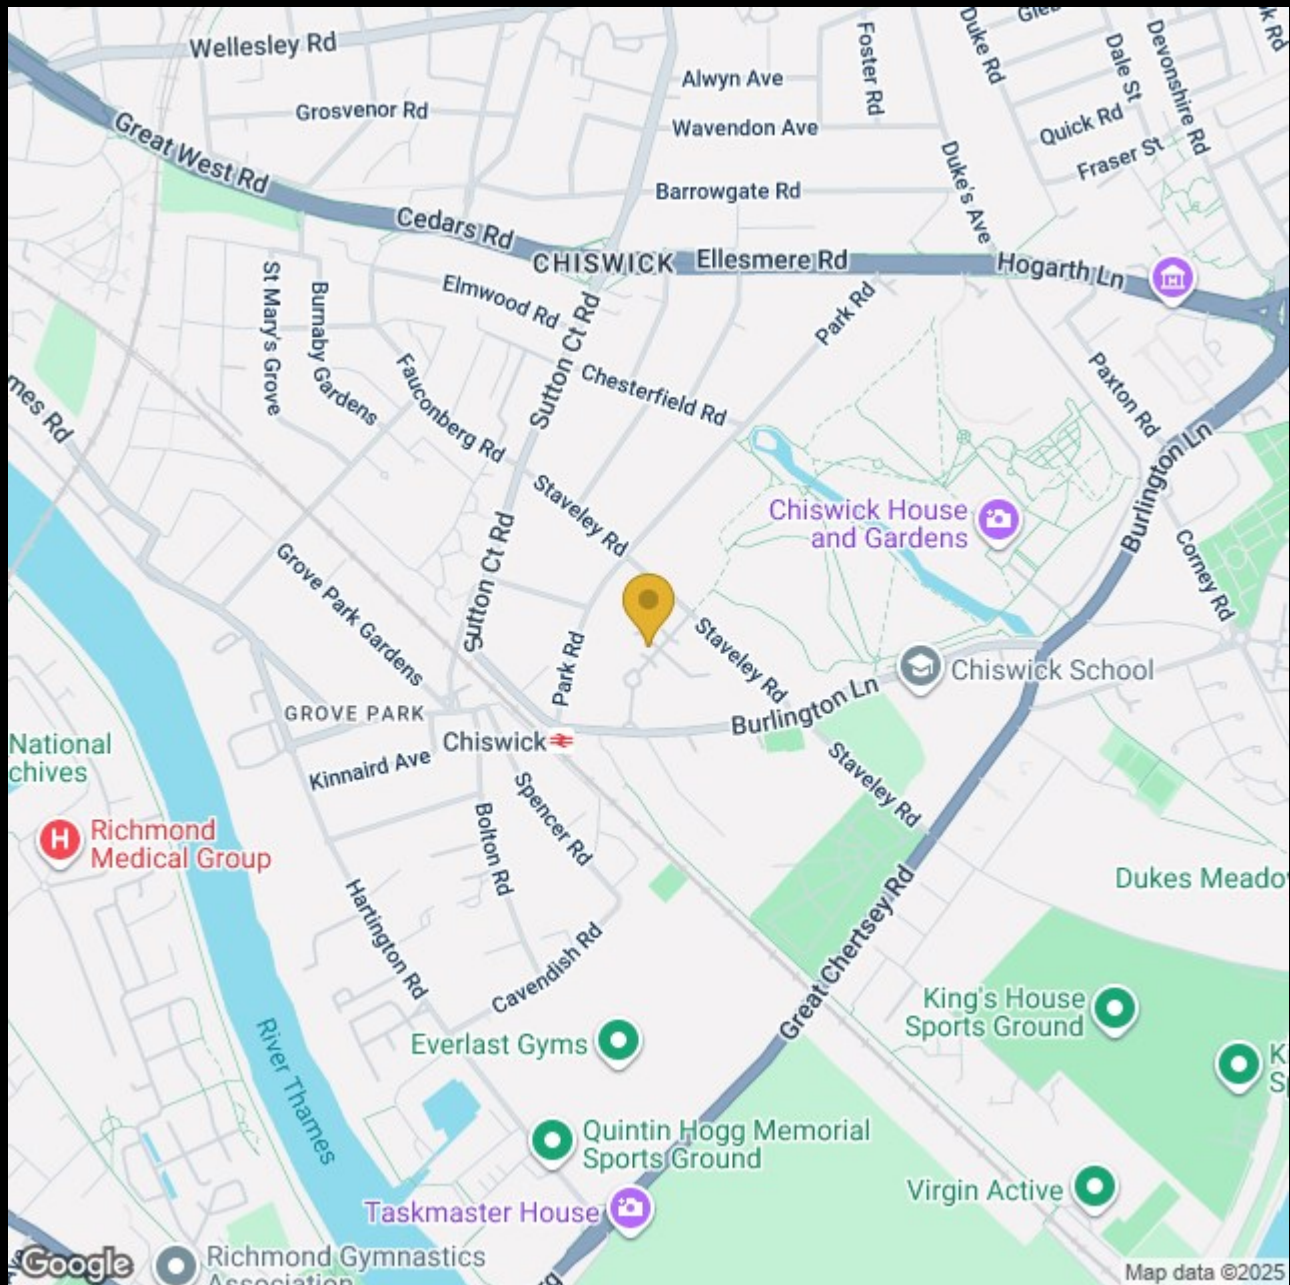 Wellesley Rd
Foster Rd
Duke Rd
Dale St
Devonshire Rd
Alwyn Ave
Grosvenor Rd
Wavendon Ave
Quick Rd
Fraser St
Great West Rd
Barrowgate Rd
Duke's Ave
Cedars Rd
CHISWICK
Ellesmere Rd
Hogarth Ln
St Mary's Grove
Burnaby Gardens
Elmwood Rd
Sutton Ct Rd
Park Rd
Fauconberg Rd
Chesterfield Rd
Paxton Rd
mes Rd
Burlington Ln
Staveley Rd
Chiswick House
and Gardens
Sutton Ct Rd
Grove Park Gardens
Corney Rd
Park Rd
Staveley Rd
Chiswick School
GROVE PARK
Burlington Ln
National
chives
Chiswick
Kinnaird Ave
Staveley Rd
Spencer Rd
Bolton Rd
Richmond
Medical Group
Hartington Rd
Great Chertsey Rd
Dukes Meado
Cavendish Rd
King's House
Sports Ground
Everlast Gyms
K
Sp
River Thames
Quintin Hogg Memorial
Sports Ground
Virgin Active
Taskmaster House
Richmond Gymnastics
Association
Google
Map data ©2025